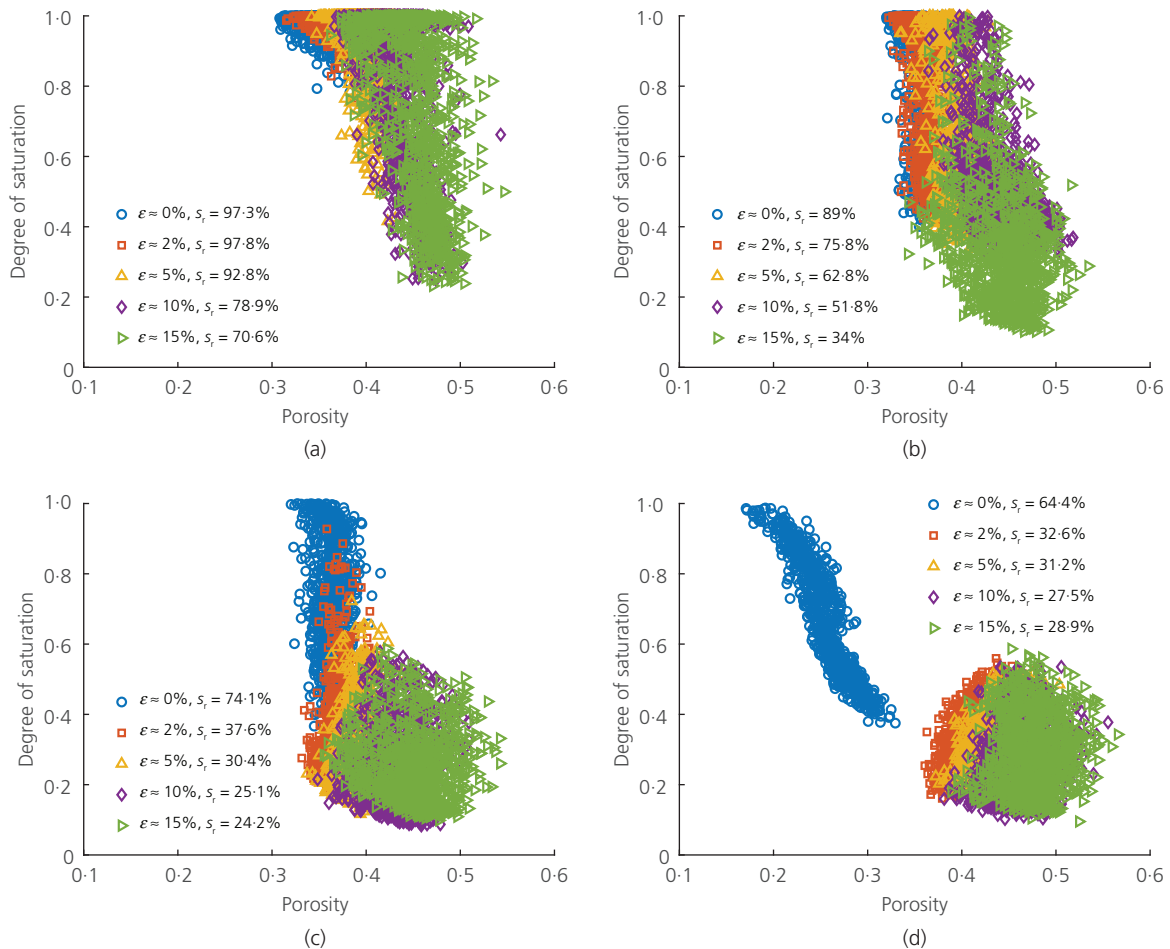 1·0
0·8
0·6
0·4
0·2
0
Degree of saturation
ε ≈ 0%, sr = 97·3%
ε ≈ 2%, sr = 97·8%
ε ≈ 5%, sr = 92·8%
ε ≈ 10%, sr = 78·9%
ε ≈ 15%, sr = 70·6%
0·1 0·2 0·3 0·4 0·5 0·6
Porosity
(a)
1·0
0·8
0·6
0·4
0·2
0
Degree of saturation
ε ≈ 0%, sr = 89%
ε ≈ 2%, sr = 75·8%
ε ≈ 5%, sr = 62·8%
ε ≈ 10%, sr = 51·8%
ε ≈ 15%, sr = 34%
0·1 0·2 0·3 0·4 0·5 0·6
Porosity
(b)
1·0
0·8
0·6
0·4
0·2
0
Degree of saturation
ε ≈ 0%, sr = 74·1%
ε ≈ 2%, sr = 37·6%
ε ≈ 5%, sr = 30·4%
ε ≈ 10%, sr = 25·1%
ε ≈ 15%, sr = 24·2%
0·1 0·2 0·3 0·4 0·5 0·6
Porosity
(c)
1·0
0·8
0·6
0·4
0·2
0
Degree of saturation
ε ≈ 0%, sr = 64·4%
ε ≈ 2%, sr = 32·6%
ε ≈ 5%, sr = 31·2%
ε ≈ 10%, sr = 27·5%
ε ≈ 15%, sr = 28·9%
0·1 0·2 0·3 0·4 0·5 0·6
Porosity
(d)